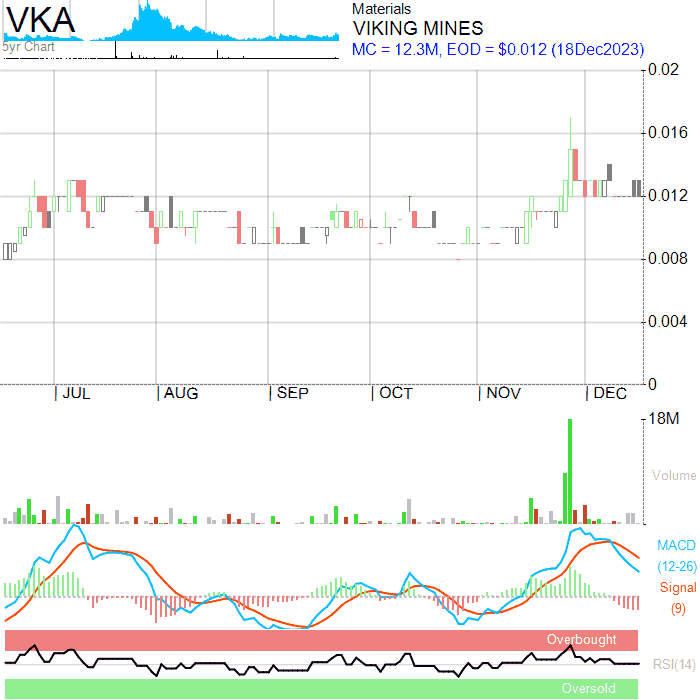 VKA
5yr Chart
Materials
VIKING MINES
MC = 12.3M, EOD = $0.012 (18Dec2023)
0.02
0.016
0.012
0.008
0.004
0
JUL AUG SEP OCT NOV DEC
18M
Volume
MACD
(12-26)
Signal
(9)
Overbought
RSI(14)
Oversold